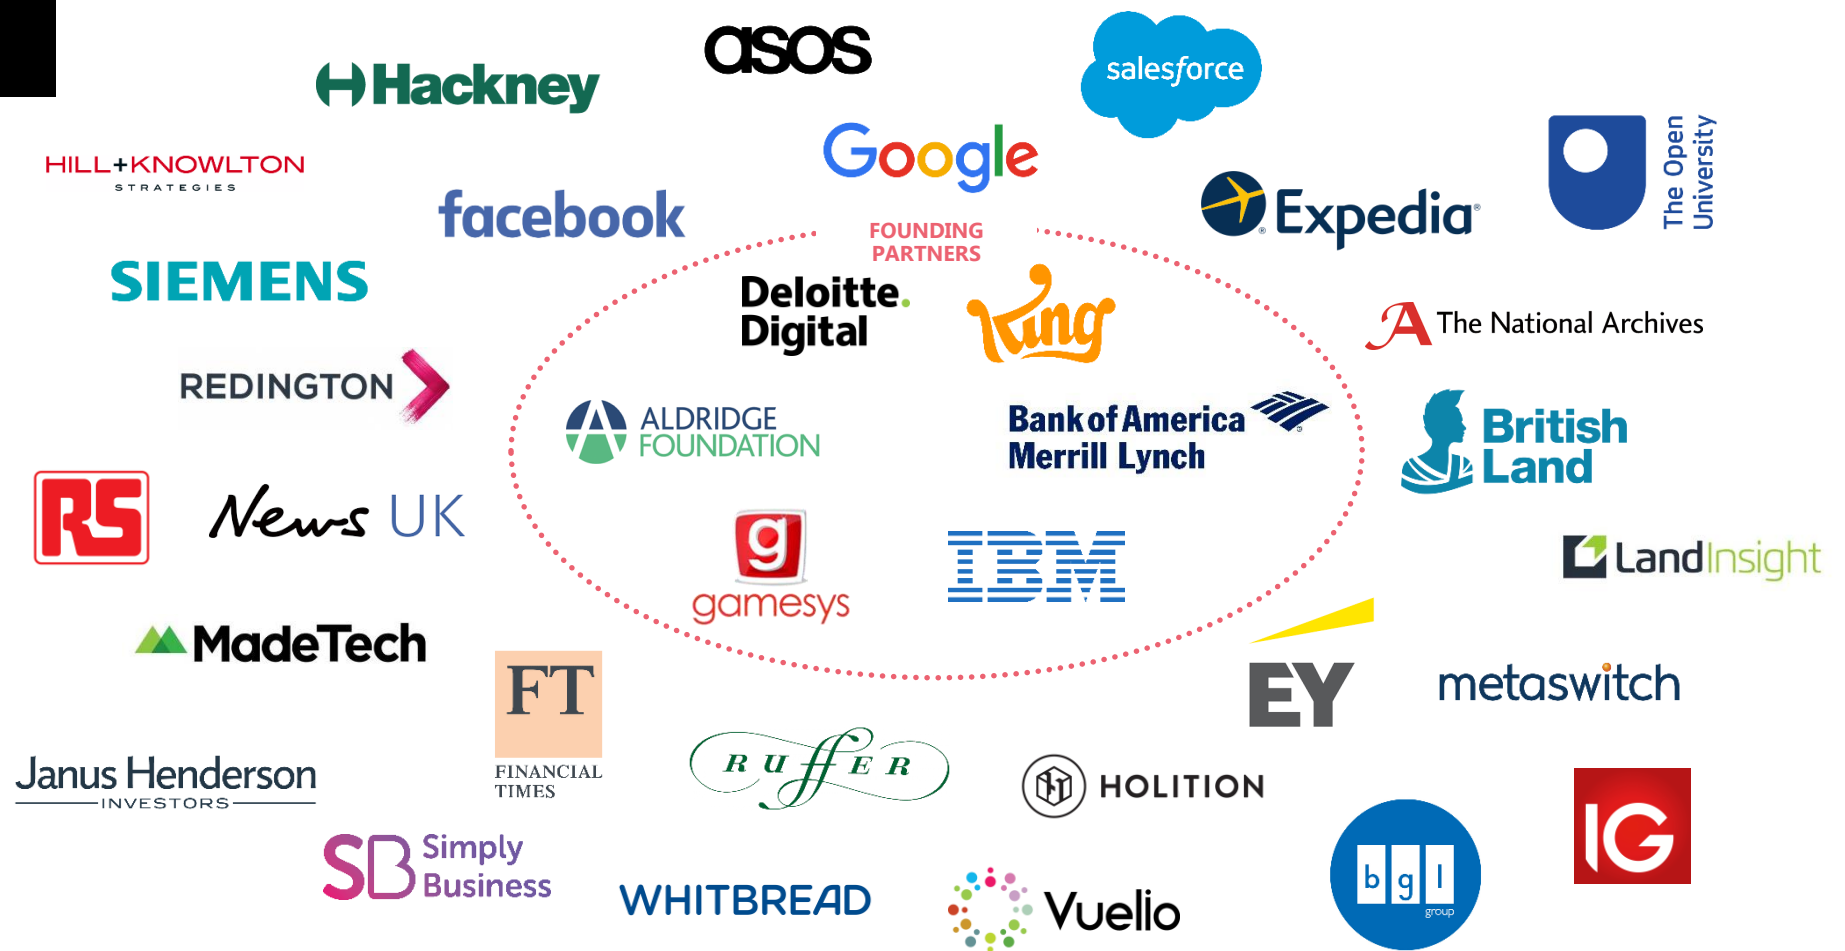 asos
salesforce
Hackney
The Open
University
Google
HILL+KNOWLTON
STRATEGIES
facebook
Expedia
FOUNDING
PARTNERS
SIEMENS
Deloitte.
Digital
King
The National Archives
REDINGTON
ALDRIDGE
FOUNDATION
Bank of America
Merrill Lynch
British
Land
RS
News UK
g
gamesys
IBM
LandInsight
MadeTech
FT
FINANCIAL
TIMES
EY
metaswitch
RUFFER
Janus Henderson
INVESTORS
HOLITION
IG
SB
Simply
Business
bgl
group
WHITBREAD
Vuelio